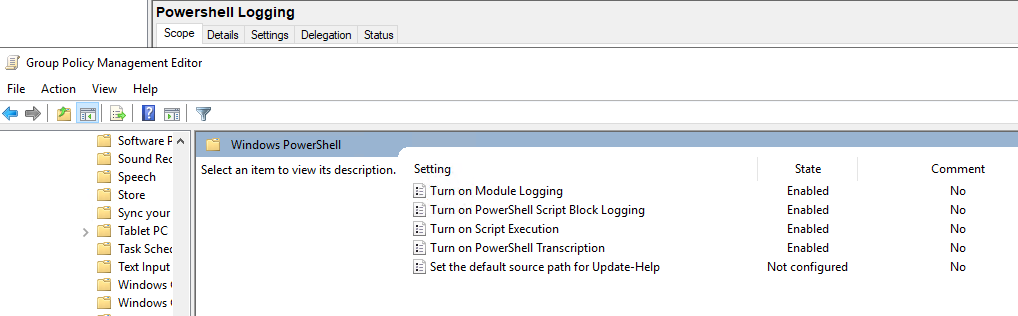 Powershell Logging
Scope Details Settings Delegation Status
Group Policy Management Editor
File Action View Help
Software P
Sound Rec
Speech
Store
Sync your
Tablet PC
Task Sched
Text Input
Windows
Windows
Windows PowerShell
Select an item to view its description.
Setting State Comment
Turn on Module Logging Enabled No
Turn on PowerShell Script Block Logging Enabled No
Turn on Script Execution Enabled No
Turn on PowerShell Transcription Enabled No
Set the default source path for Update-Help Not configured No